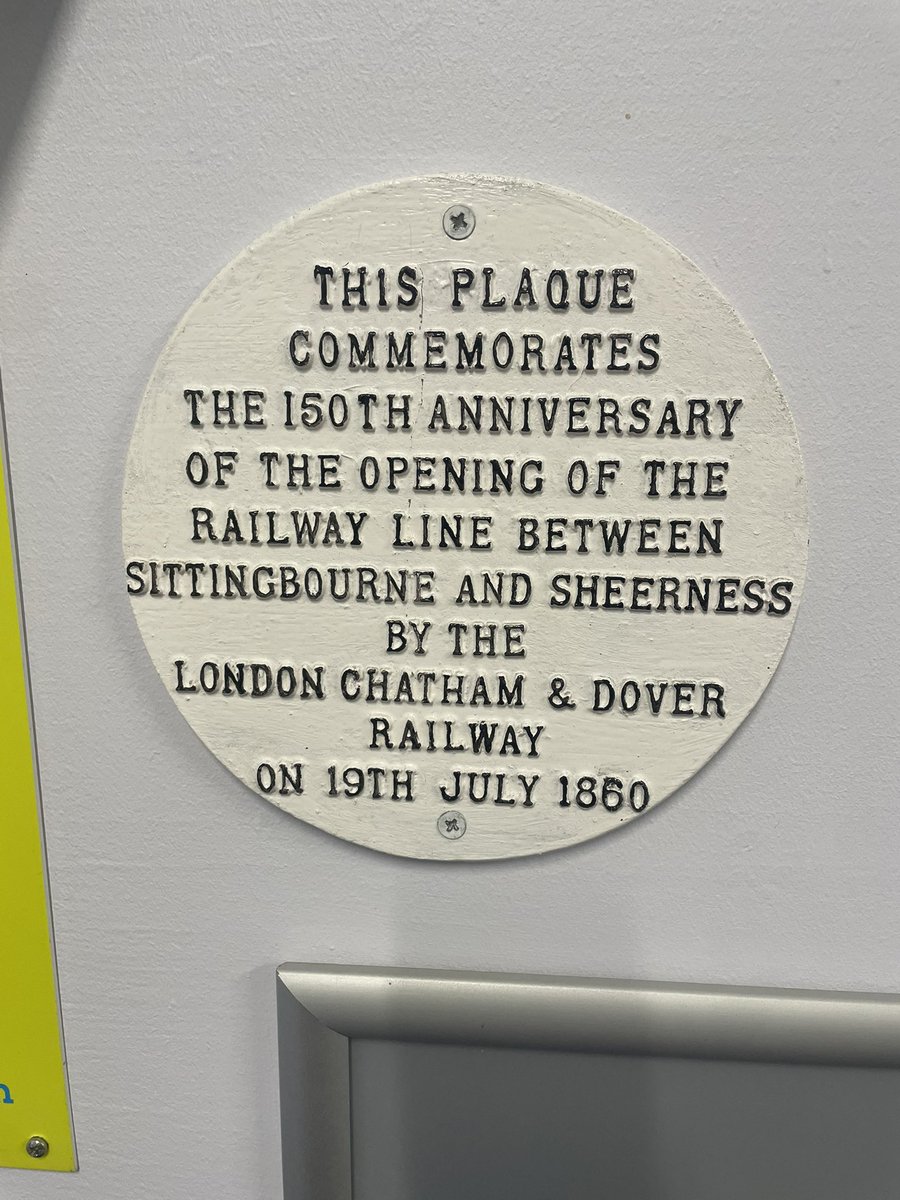 THIS PLAQUE
COMMEMORATES
THE 150TH ANNIVERSARY
OF THE OPENING OF THE
RAILWAY LINE BETWEEN
SITTINGBOURNE AND SHEERNESS
BY THE
LONDON CHATHAM & DOVER
RAILWAY
ON 19TH JULY 1860